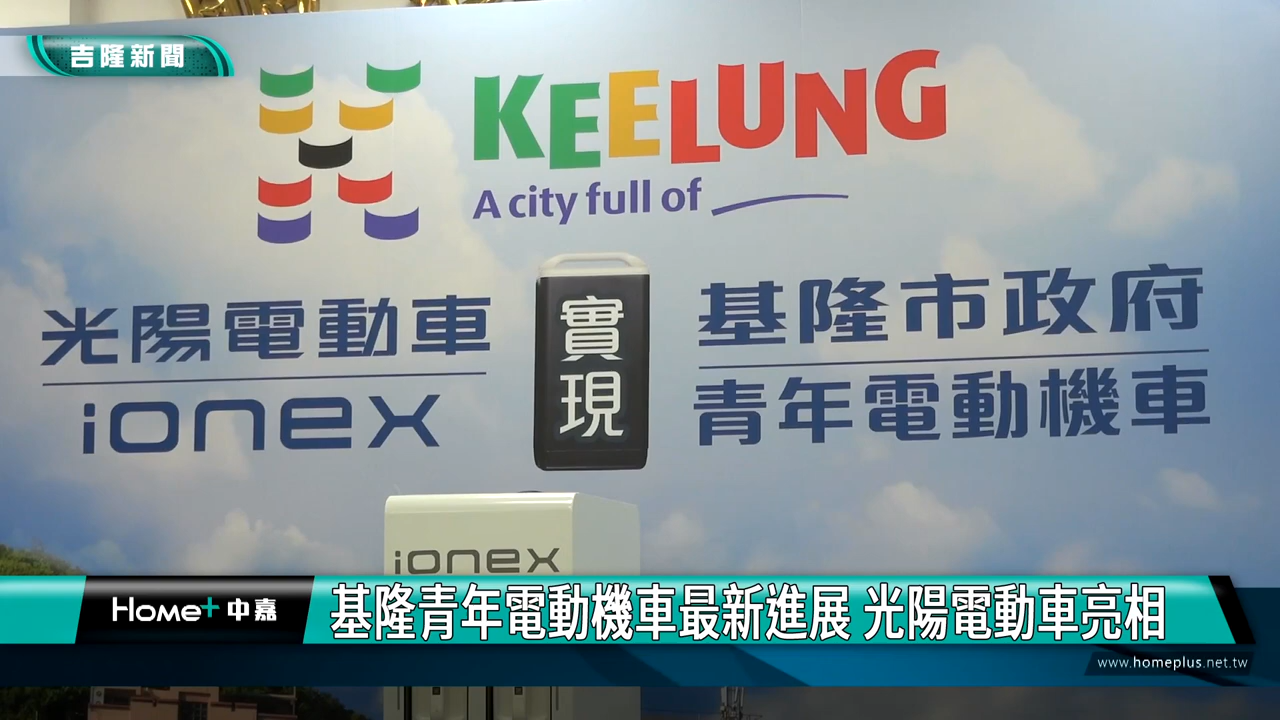 吉隆新聞
KEELUNG
A city full of
光陽電動車
ionex
實現
基隆市政府
青年電動機車
ionex
Home+ 中嘉
基隆青年電動機車最新進展 光陽電動車亮相
www.homeplus.net.tw